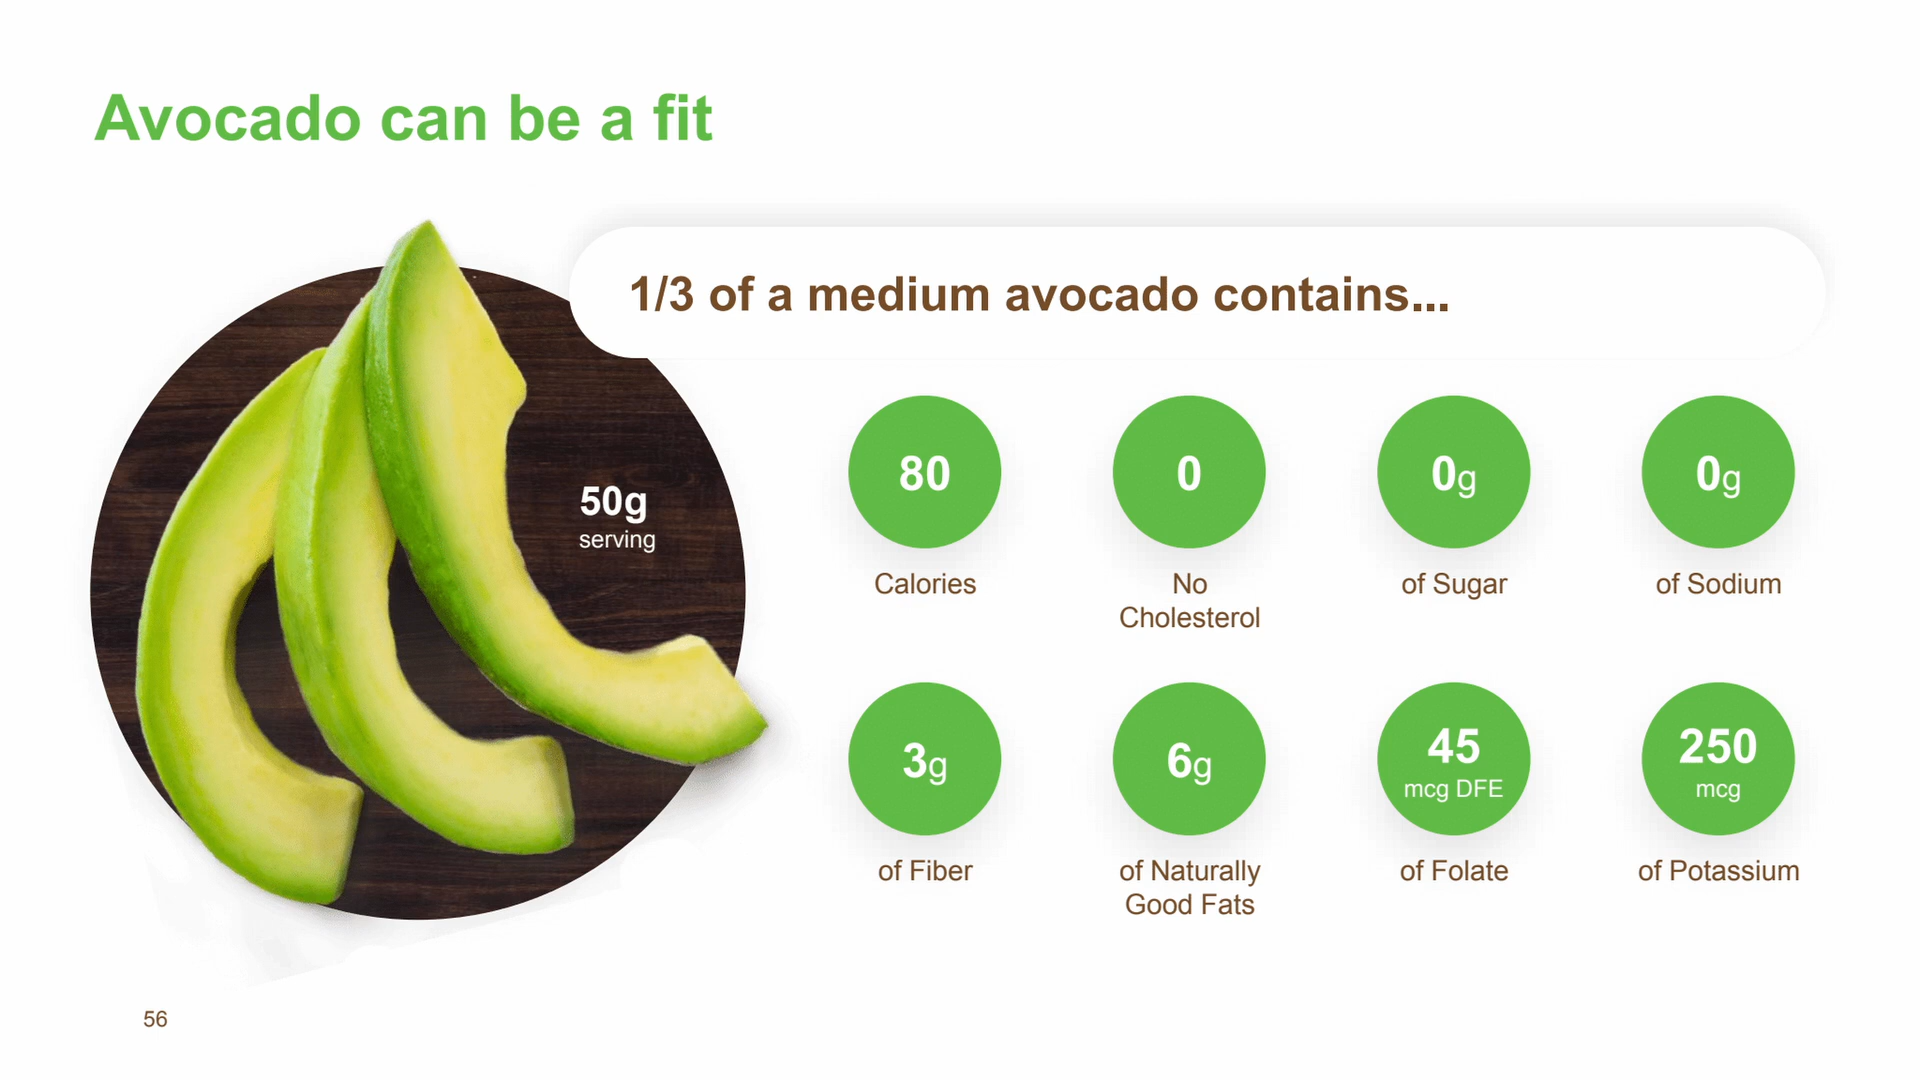 Avocado can be a fit
1/3 of a medium avocado contains...
50g
serving
80
Calories
0
No
Cholesterol
0g
of Sugar
0g
of Sodium
3g
of Fiber
6g
of Naturally
Good Fats
45
mcg DFE
of Folate
250
mcg
of Potassium
56